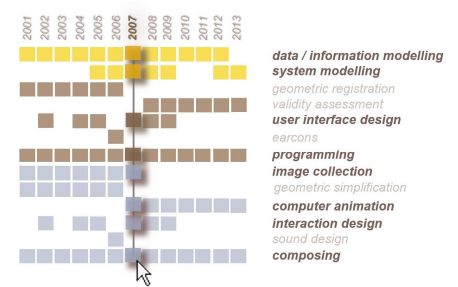 2001 2002 2003 2004 2005 2006 2007 2008 2009 2010 2011 2012 2013
data / information modelling
system modelling
geometric registration
validity assessment
user interface design
earcons
programming
image collection
geometric simplification
computer animation
interaction design
sound design
composing